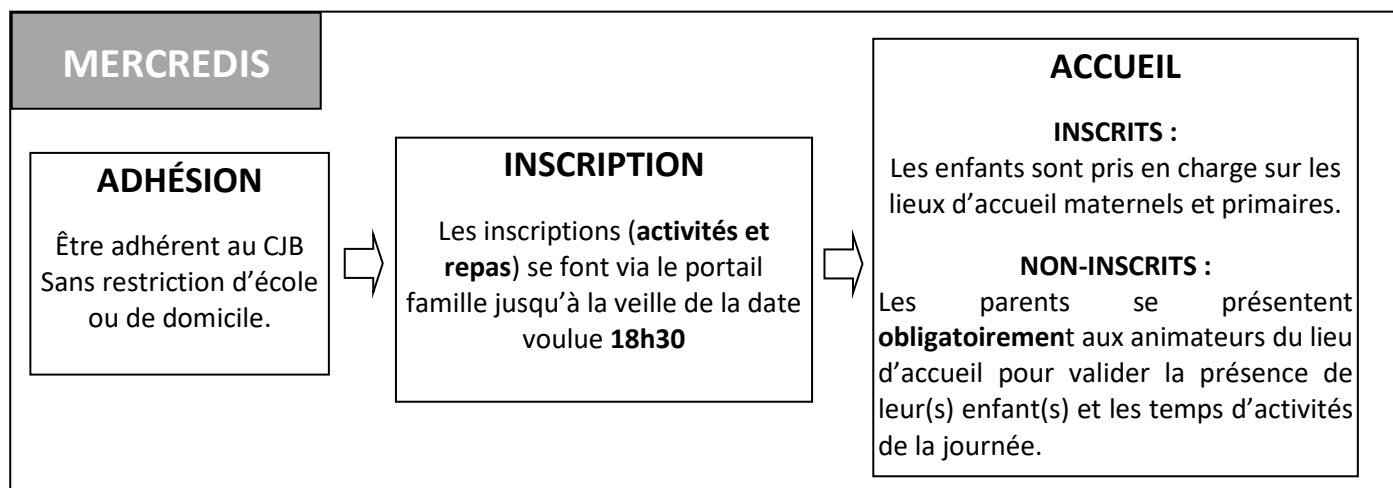 MERCREDIS
ADHÉSION
Être adhérent au CJB
Sans restriction d’école
ou de domicile.
INSCRIPTION
Les inscriptions (activités et
repas) se font via le portail
famille jusqu’à la veille de la date
voulue 18h30
ACCUEIL
INSCRITS :
Les enfants sont pris en charge sur les
lieux d’accueil maternels et primaires.
NON-INSCRITS :
Les parents se présentent
obligatoirement aux animateurs du lieu
d’accueil pour valider la présence de
leur(s) enfant(s) et les temps d’activités
de la journée.